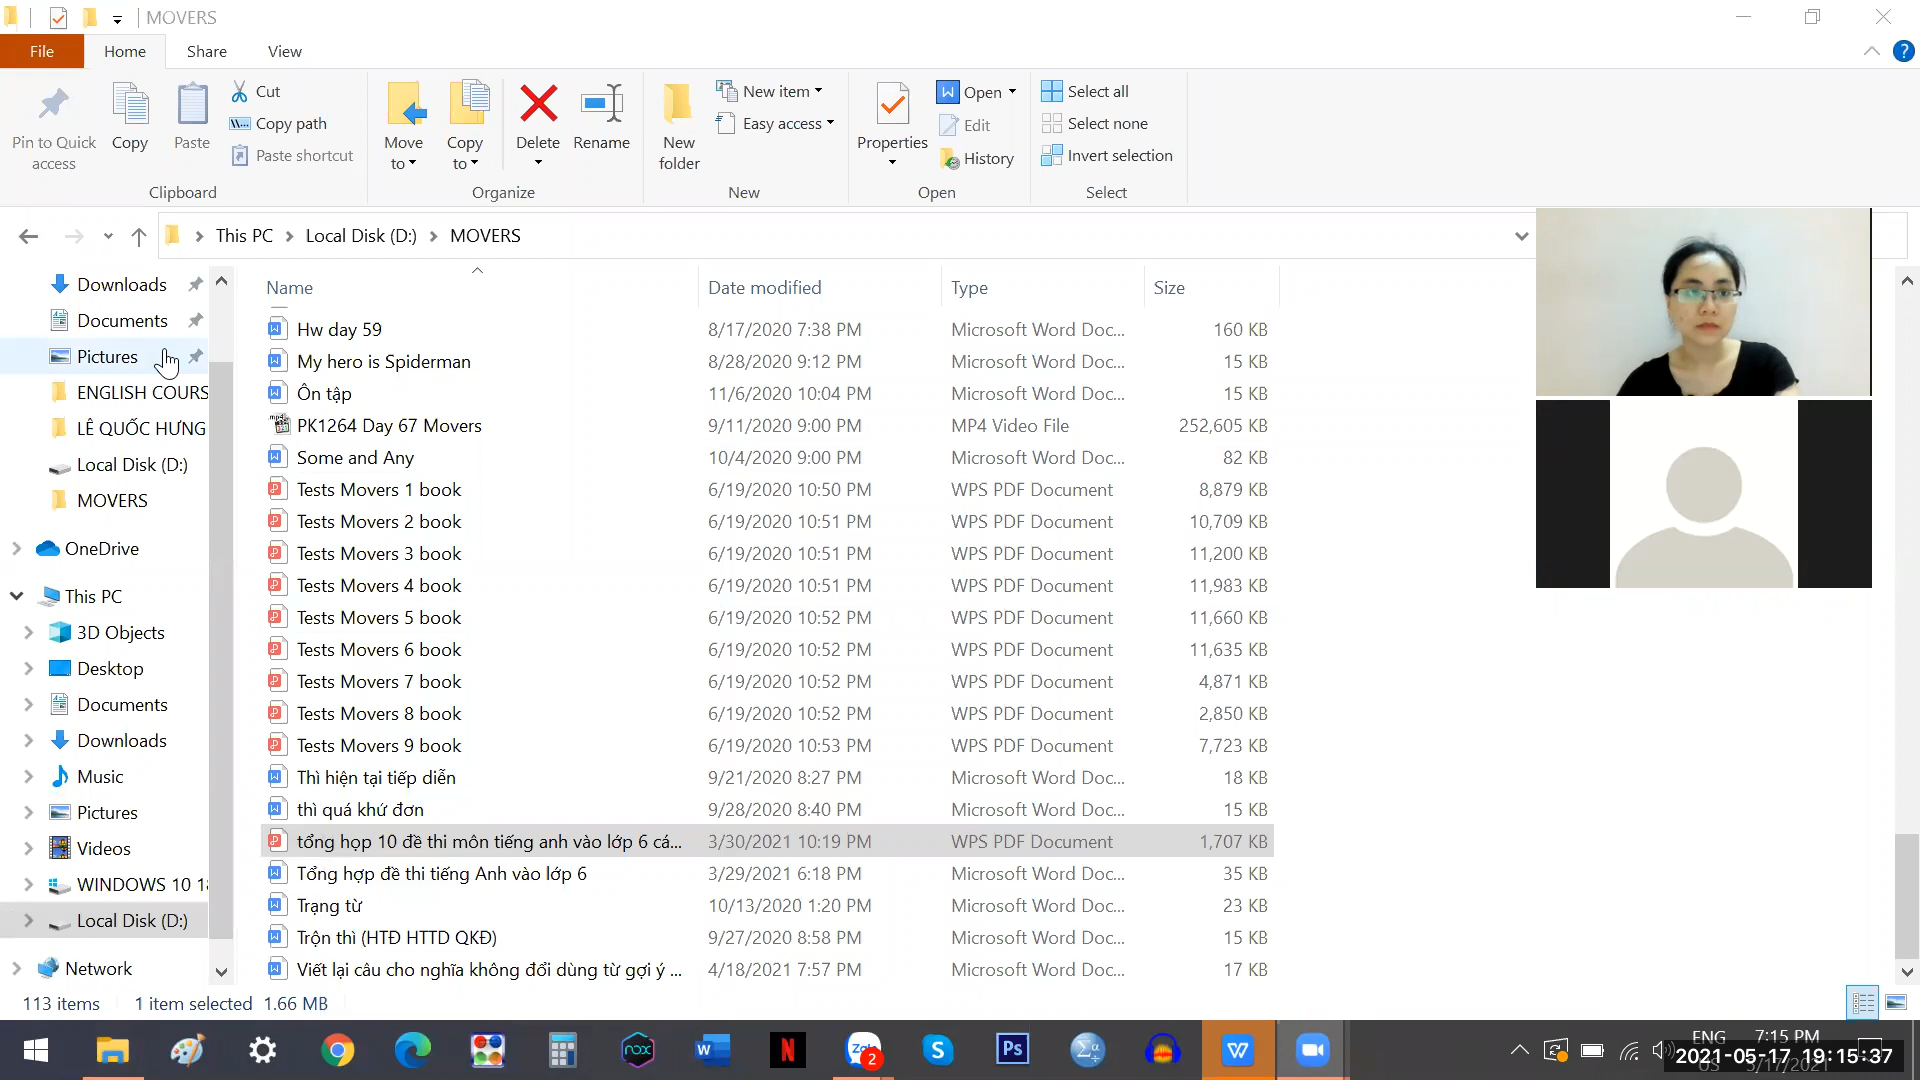 MOVERS
File Home Share View
Pin to Quick access
Copy
Paste
Cut
Copy path
Paste shortcut
Clipboard
Move to
Copy to
Delete
Rename
Organize
New folder
New item
Easy access
New
Properties
Open
Edit
History
Open
Select all
Select none
Invert selection
Select
This PC > Local Disk (D:) > MOVERS
Downloads
Documents
Pictures
ENGLISH COURS
LÊ QUỐC HƯNG
Local Disk (D:)
MOVERS
OneDrive
This PC
3D Objects
Desktop
Documents
Downloads
Music
Pictures
Videos
WINDOWS 10 18
Local Disk (D:)
Network
Name Date modified Type Size
Hw day 59 8/17/2020 7:38 PM Microsoft Word Doc... 160 KB
My hero is Spiderman 8/28/2020 9:12 PM Microsoft Word Doc... 15 KB
Ôn tập 11/6/2020 10:04 PM Microsoft Word Doc... 15 KB
PK1264 Day 67 Movers 9/11/2020 9:00 PM MP4 Video File 252,605 KB
Some and Any 10/4/2020 9:00 PM Microsoft Word Doc... 82 KB
Tests Movers 1 book 6/19/2020 10:50 PM WPS PDF Document 8,879 KB
Tests Movers 2 book 6/19/2020 10:51 PM WPS PDF Document 10,709 KB
Tests Movers 3 book 6/19/2020 10:51 PM WPS PDF Document 11,200 KB
Tests Movers 4 book 6/19/2020 10:51 PM WPS PDF Document 11,983 KB
Tests Movers 5 book 6/19/2020 10:52 PM WPS PDF Document 11,660 KB
Tests Movers 6 book 6/19/2020 10:52 PM WPS PDF Document 11,635 KB
Tests Movers 7 book 6/19/2020 10:52 PM WPS PDF Document 4,871 KB
Tests Movers 8 book 6/19/2020 10:52 PM WPS PDF Document 2,850 KB
Tests Movers 9 book 6/19/2020 10:53 PM WPS PDF Document 7,723 KB
Thì hiện tại tiếp diễn 9/21/2020 8:27 PM Microsoft Word Doc... 18 KB
thì quá khứ đơn 9/28/2020 8:40 PM Microsoft Word Doc... 15 KB
tổng họp 10 đề thi môn tiếng anh vào lớp 6 cá... 3/30/2021 10:19 PM WPS PDF Document 1,707 KB
Tổng hợp đề thi tiếng Anh vào lớp 6 3/29/2021 6:18 PM Microsoft Word Doc... 35 KB
Trạng từ 10/13/2020 1:20 PM Microsoft Word Doc... 23 KB
Trộn thì (HTĐ HTTD QKĐ) 9/27/2020 8:58 PM Microsoft Word Doc... 15 KB
Viết lại câu cho nghĩa không đổi dùng từ gợi ý ... 4/18/2021 7:57 PM Microsoft Word Doc... 17 KB
113 items 1 item selected 1.66 MB
ENG 7:15 PM
2021-05-17 19:15:37